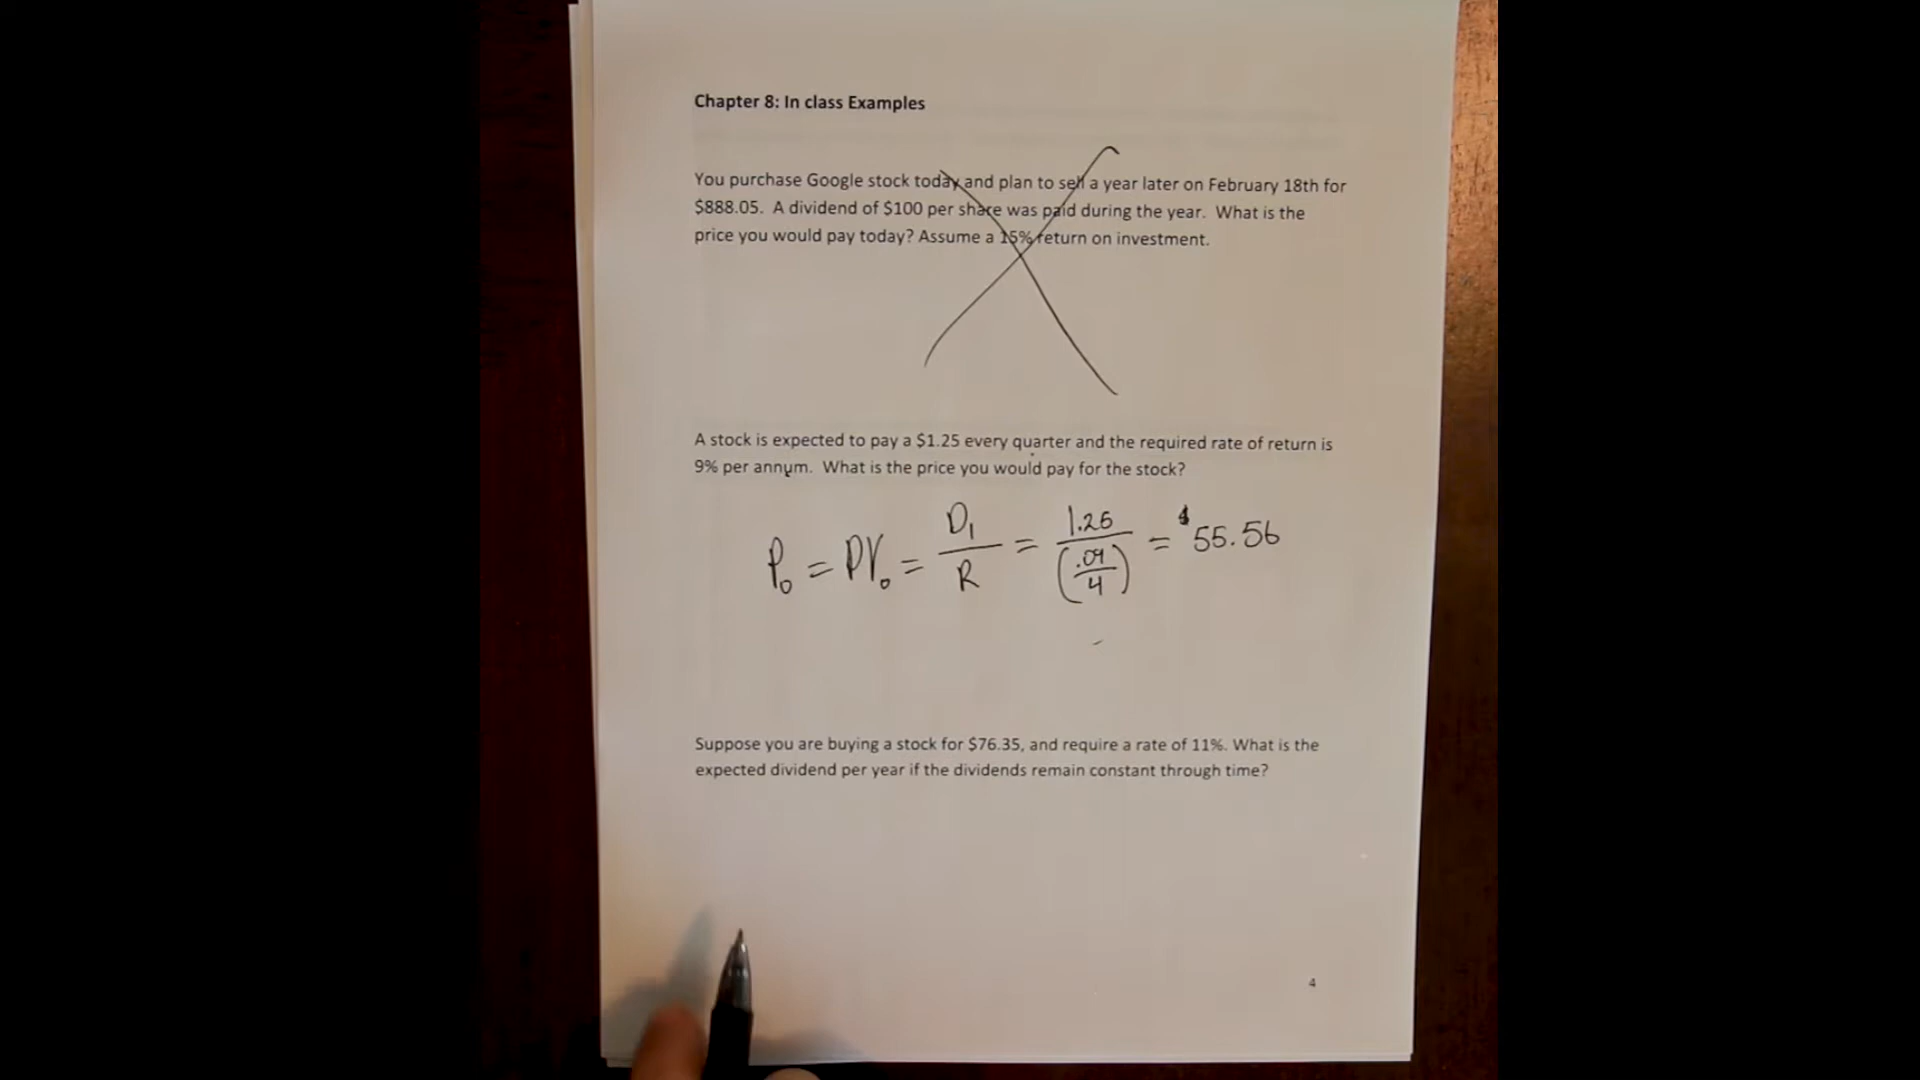 Chapter 8: In class Examples
You purchase Google stock today and plan to sell a year later on February 18th for
$888.05. A dividend of $100 per share was paid during the year. What is the
price you would pay today? Assume a 15% return on investment.
A stock is expected to pay a $1.25 every quarter and the required rate of return is
9% per annum. What is the price you would pay for the stock?
P₀ = PV₀ = D₁ / R = 1.25 / (.09 / 4) = $55.56
Suppose you are buying a stock for $76.35, and require a rate of 11%. What is the
expected dividend per year if the dividends remain constant through time?
4